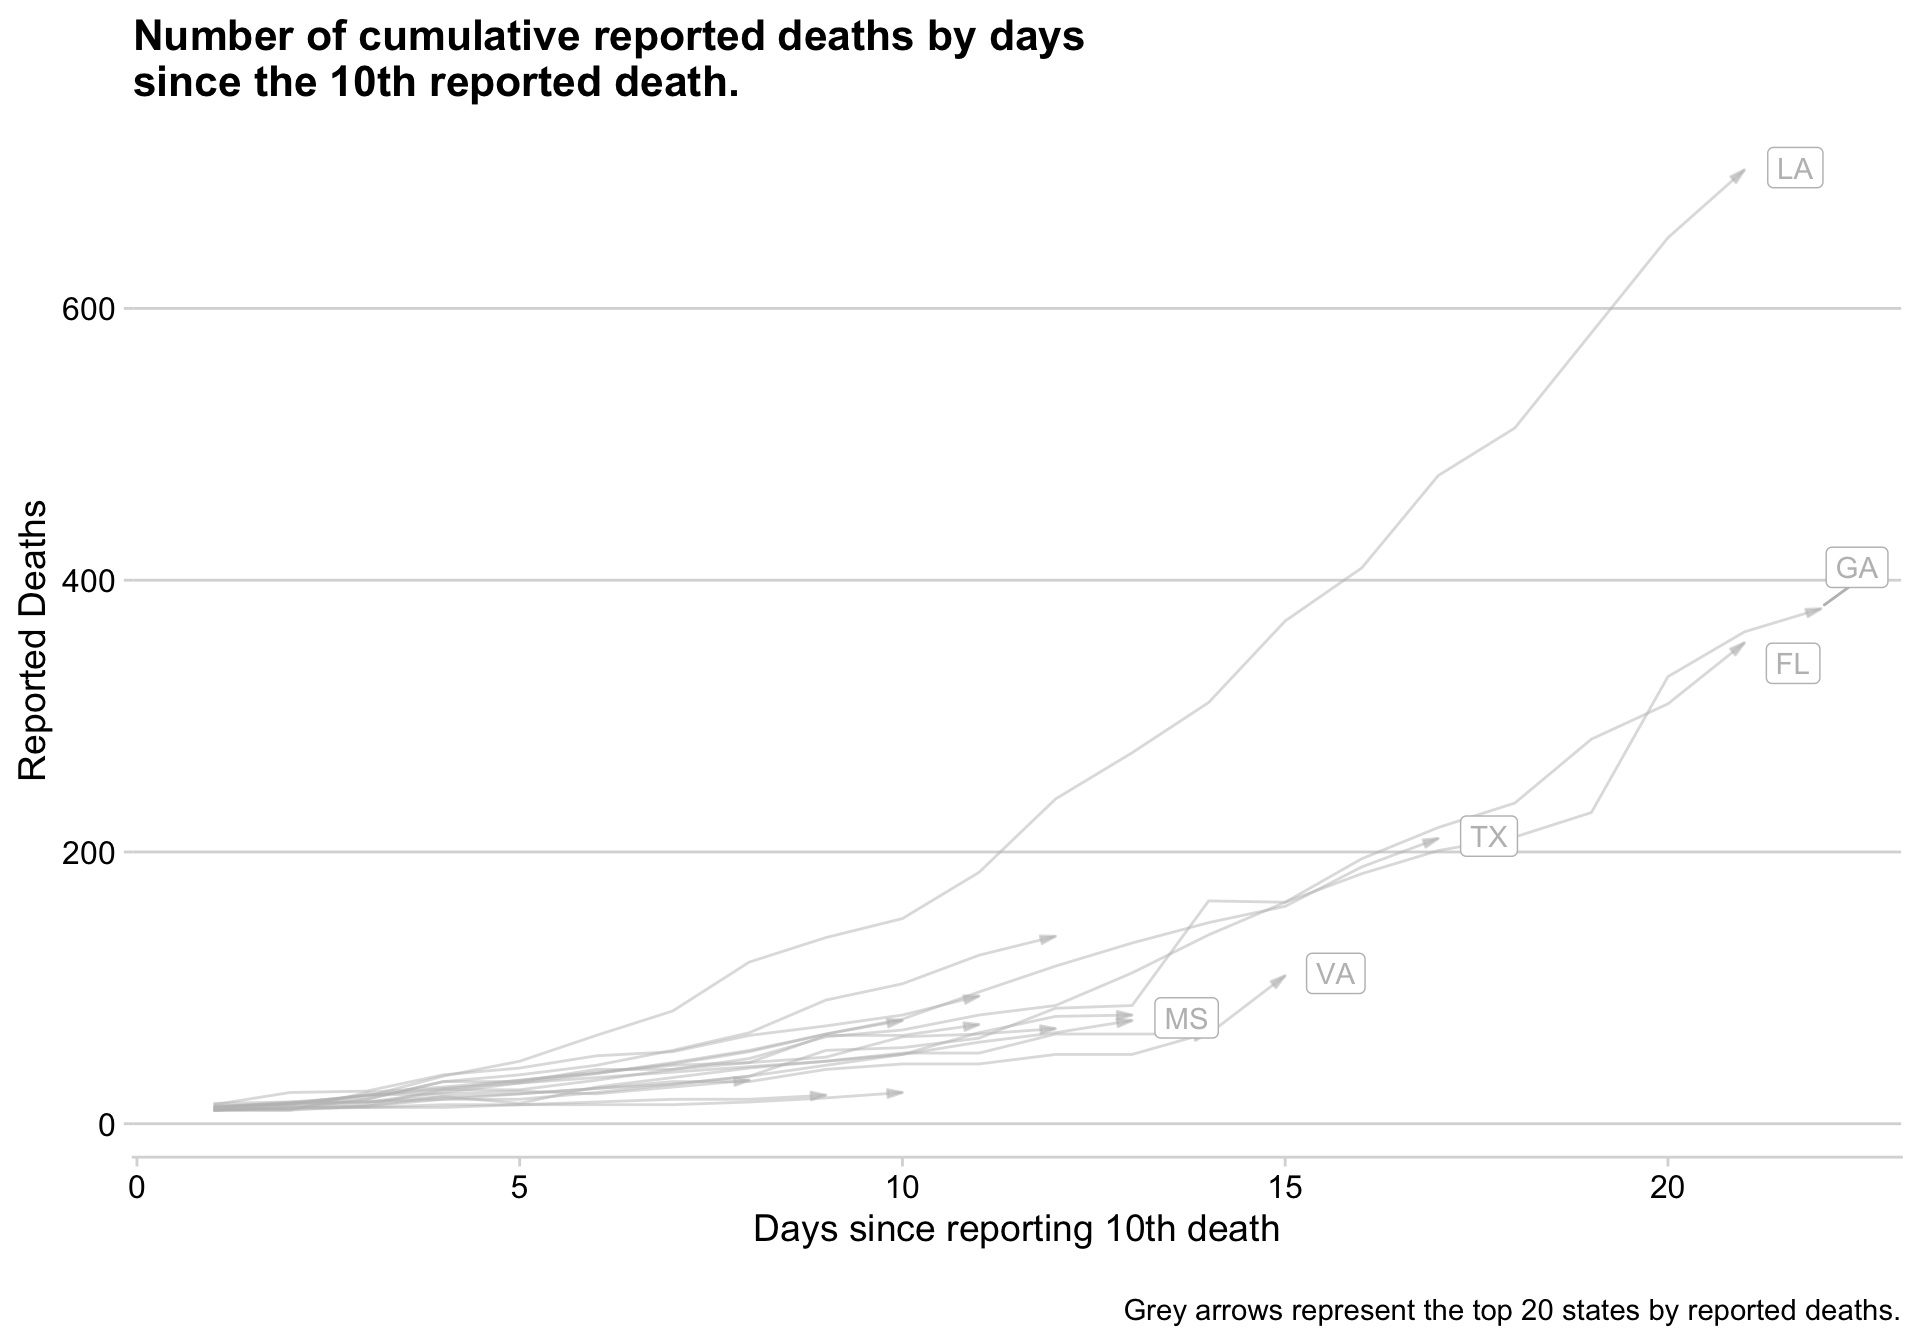 Number of cumulative reported deaths by days
since the 10th reported death.
LA
600
GA
400
FL
Reported Deaths
TX
200
VA
MS
0
0 5 10 15 20
Days since reporting 10th death
Grey arrows represent the top 20 states by reported deaths.